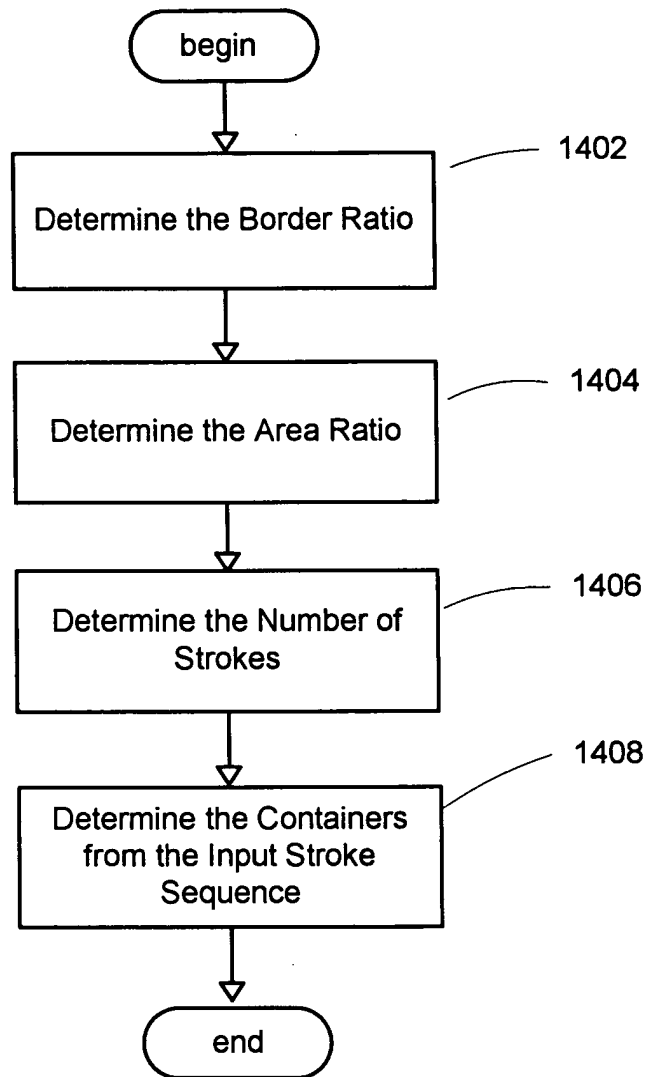 begin
1402
Determine the Border Ratio
1404
Determine the Area Ratio
1406
Determine the Number of
Strokes
1408
Determine the Containers
from the Input Stroke
Sequence
end